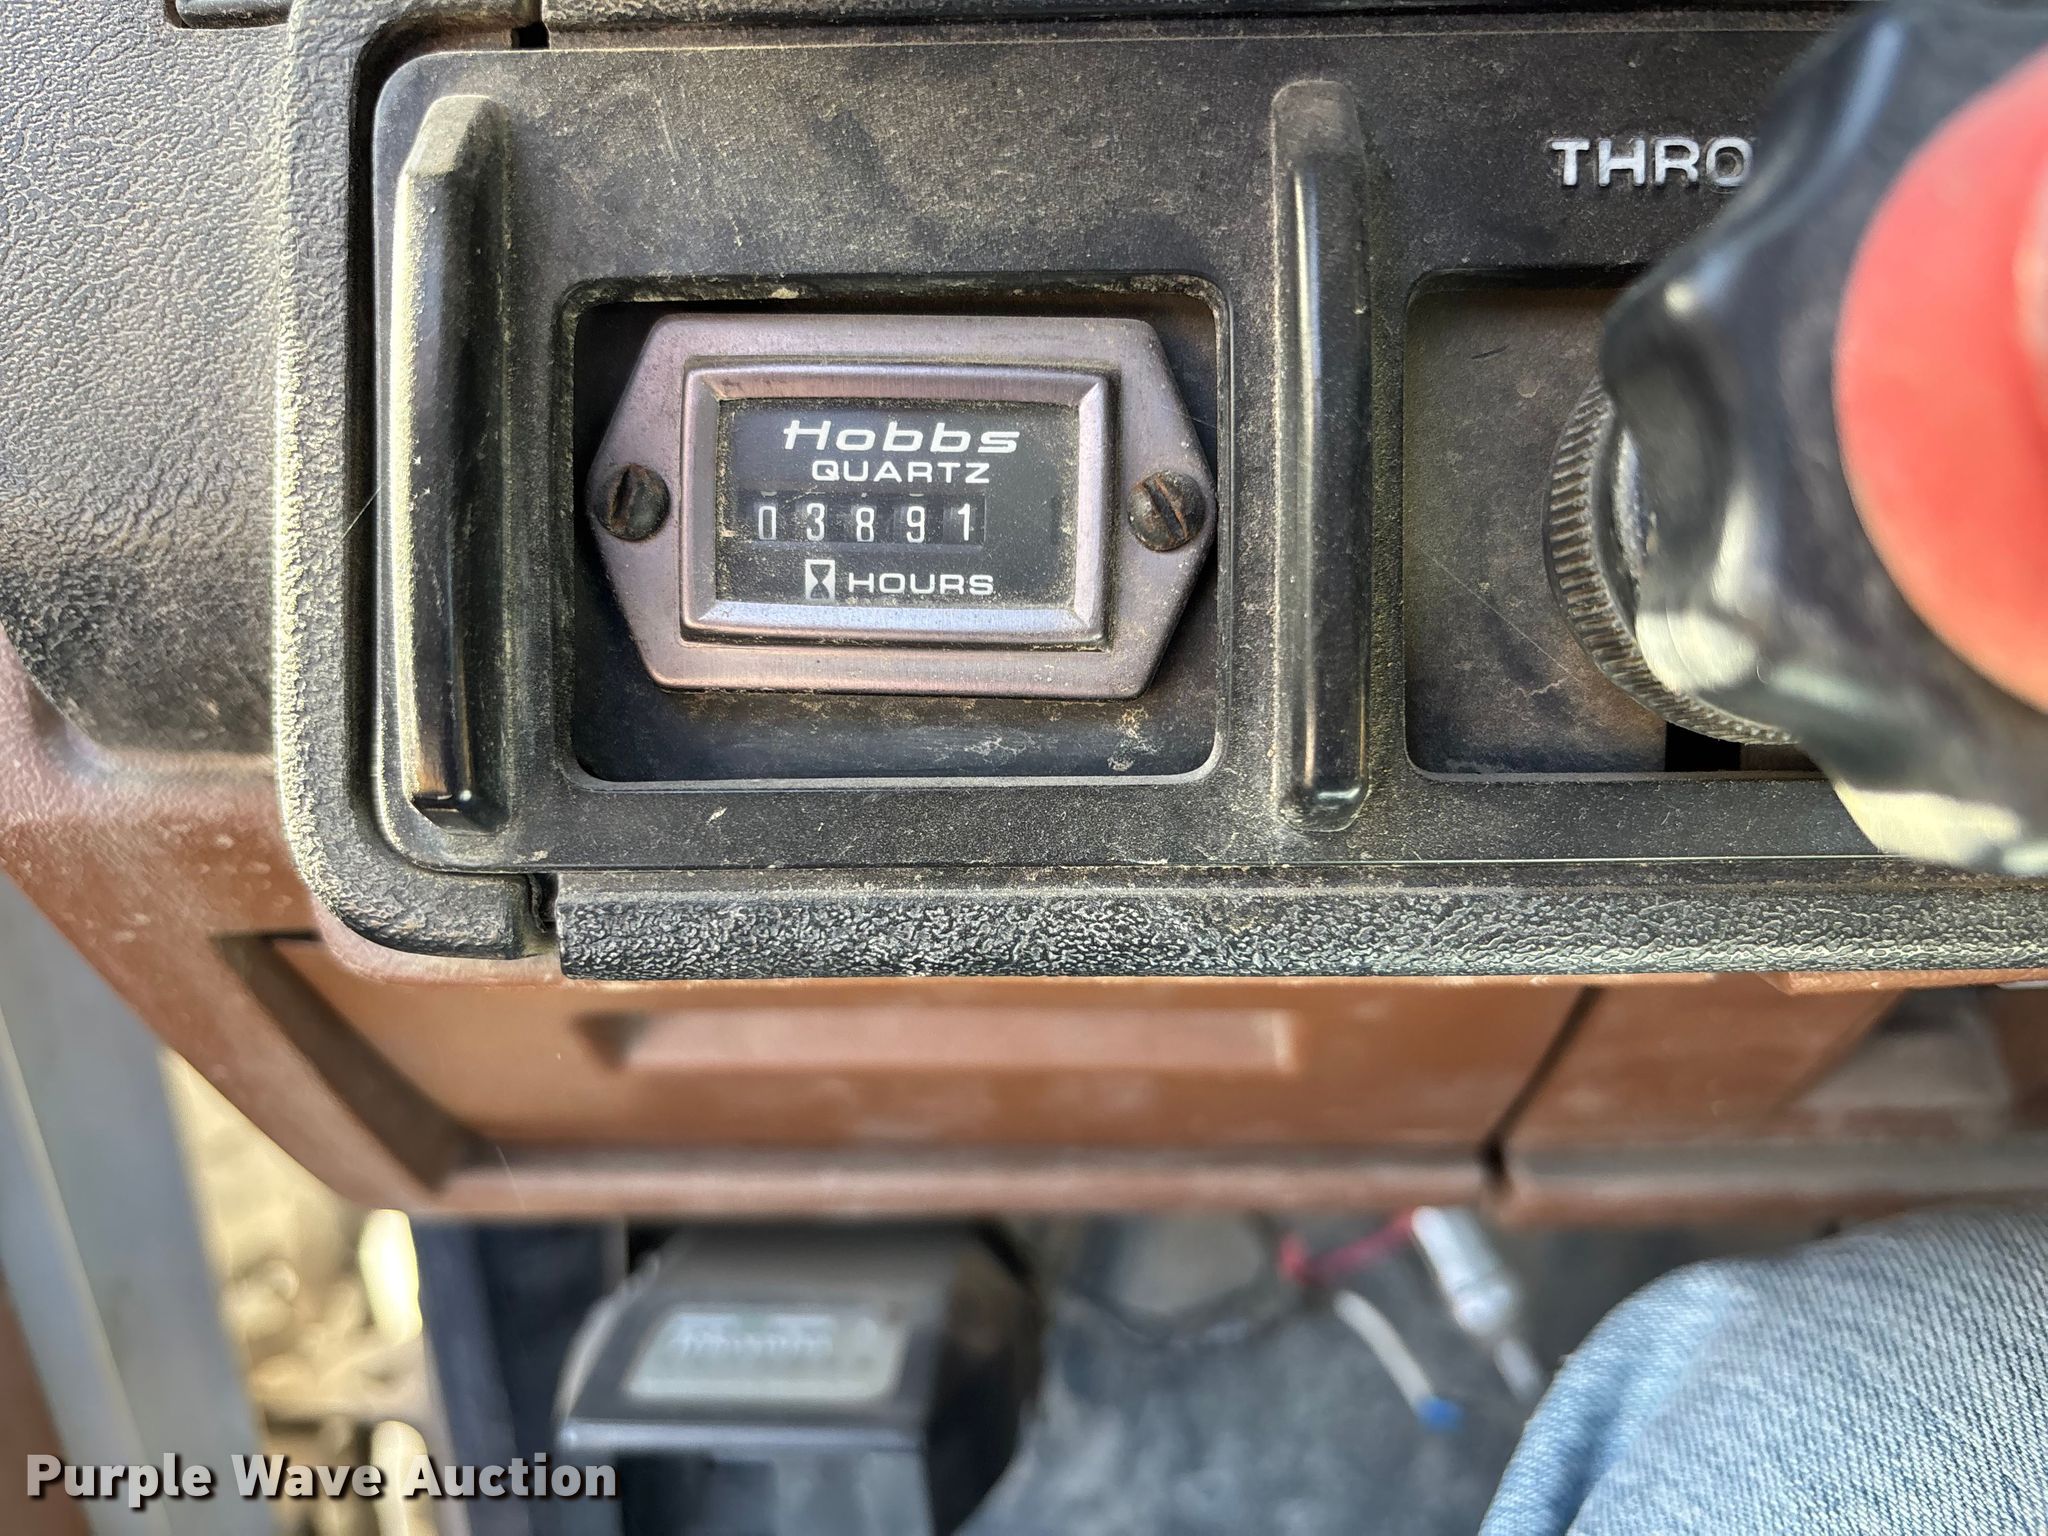 THRO
Hobbs
QUARTZ
03891
HOURS
Purple Wave Auction